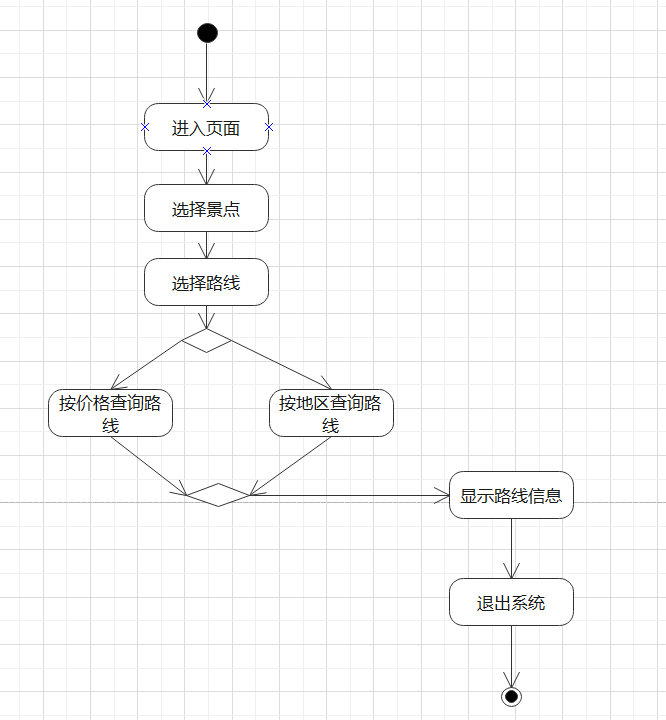 进入页面
选择景点
选择路线
按价格查询路
线
按地区查询路
线
显示路线信息
退出系统